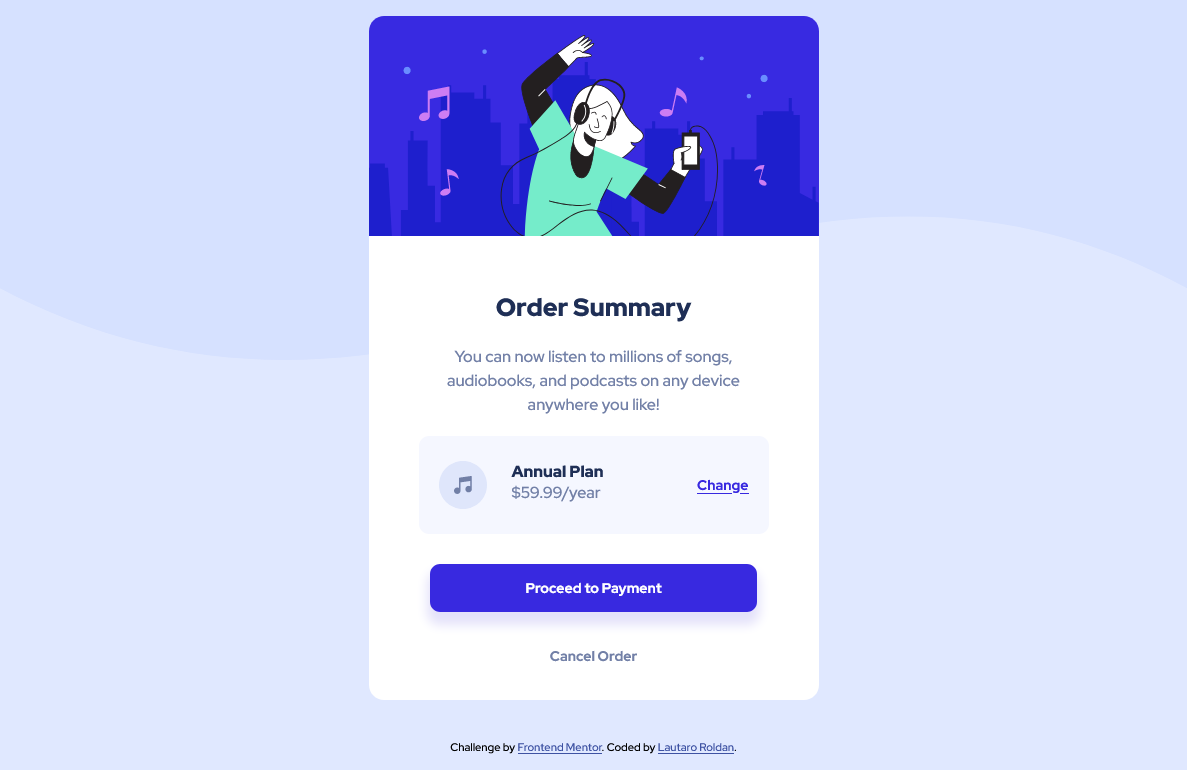 Order Summary
You can now listen to millions of songs,
audiobooks, and podcasts on any device
anywhere you like!
Annual Plan
$59.99/year
Change
Proceed to Payment
Cancel Order
Challenge by Frontend Mentor. Coded by Lautaro Roldan.